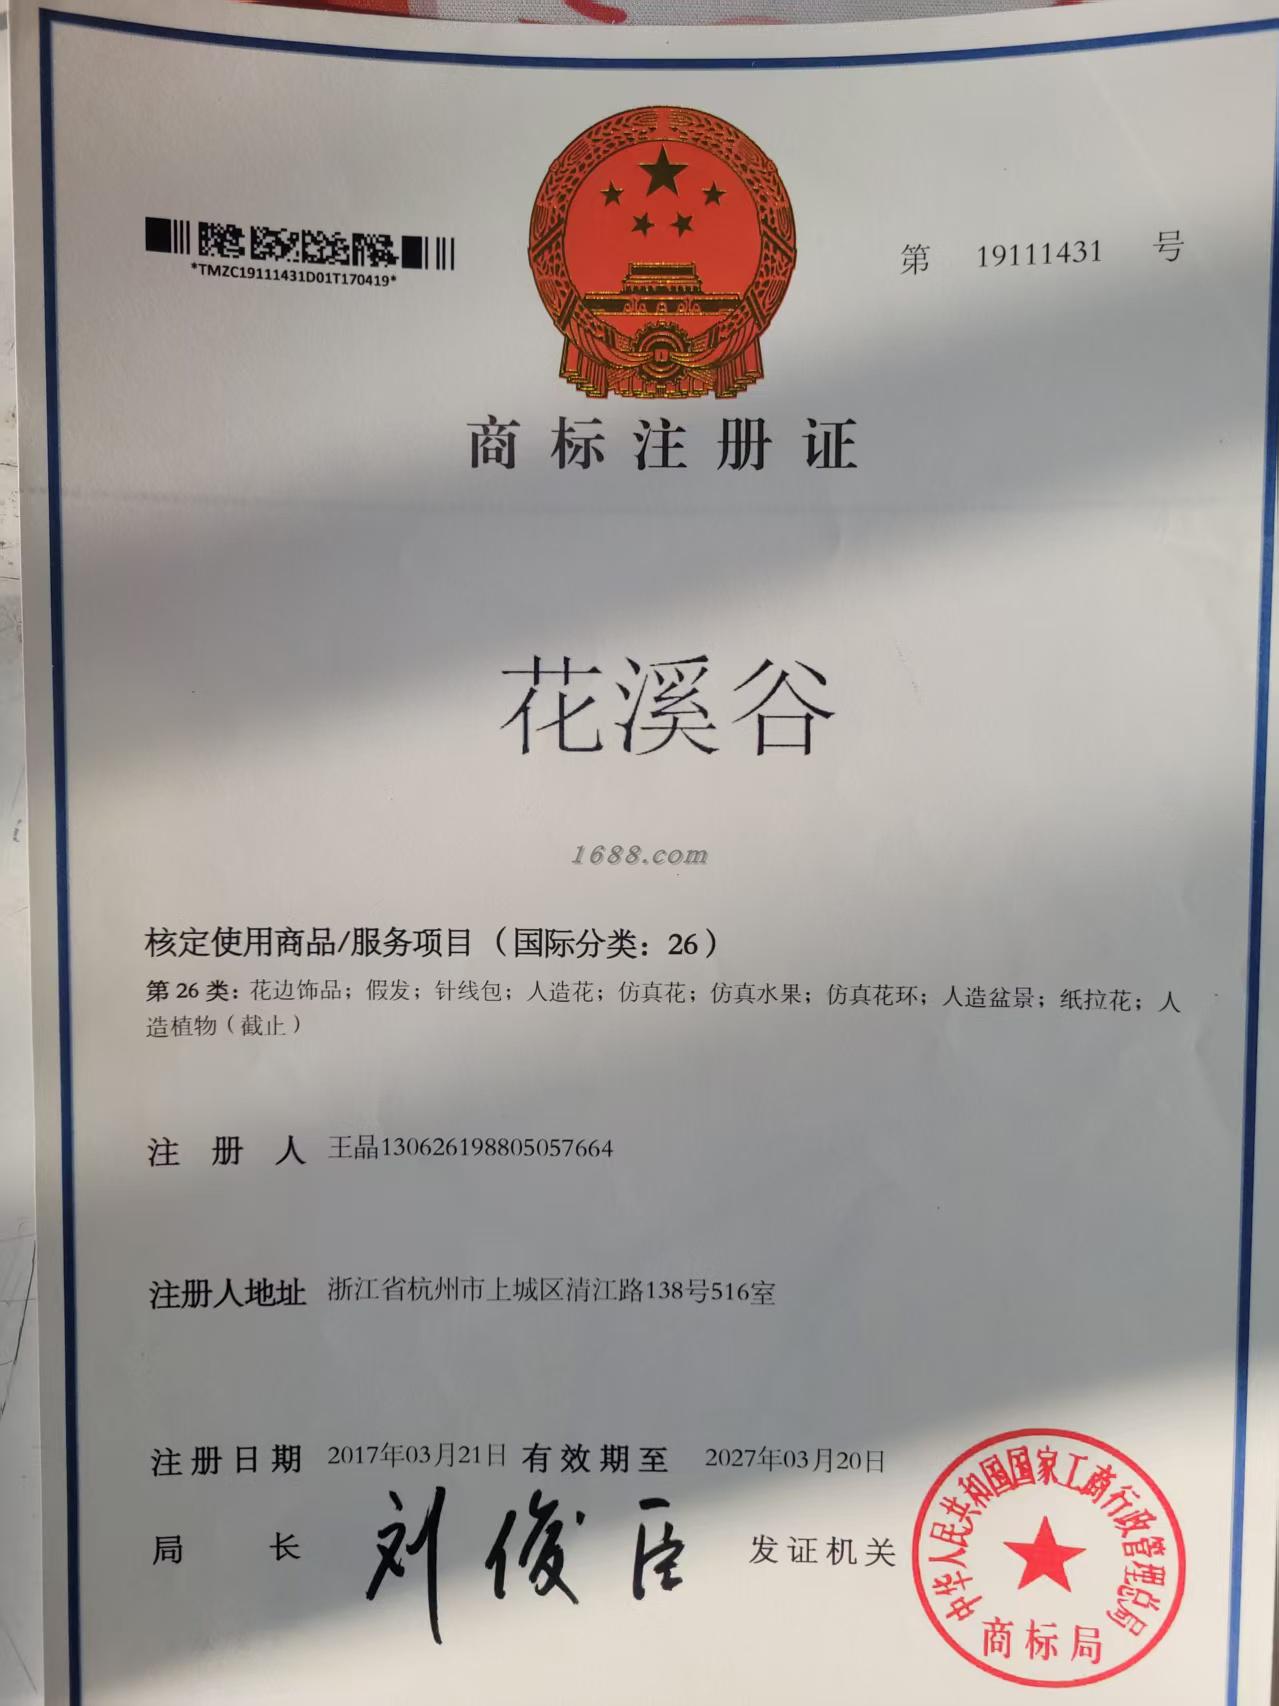 *TMZC19111431D01T170419*
第 19111431 号
商标注册证
花溪谷
1688.com
核定使用商品/服务项目（国际分类：26）
第 26 类：花边饰品；假发；针线包；人造花；仿真花；仿真水果；仿真花环；人造盆景；纸拉花；人
造植物（截止）
注 册 人 王晶130626198805057664
注册人地址 浙江省杭州市上城区清江路138号516室
注册日期 2017年03月21日 有效期至 2027年03月20日
局 长 刘俊臣 发证机关
中华人民共和国国家工商行政管理总局
商标局